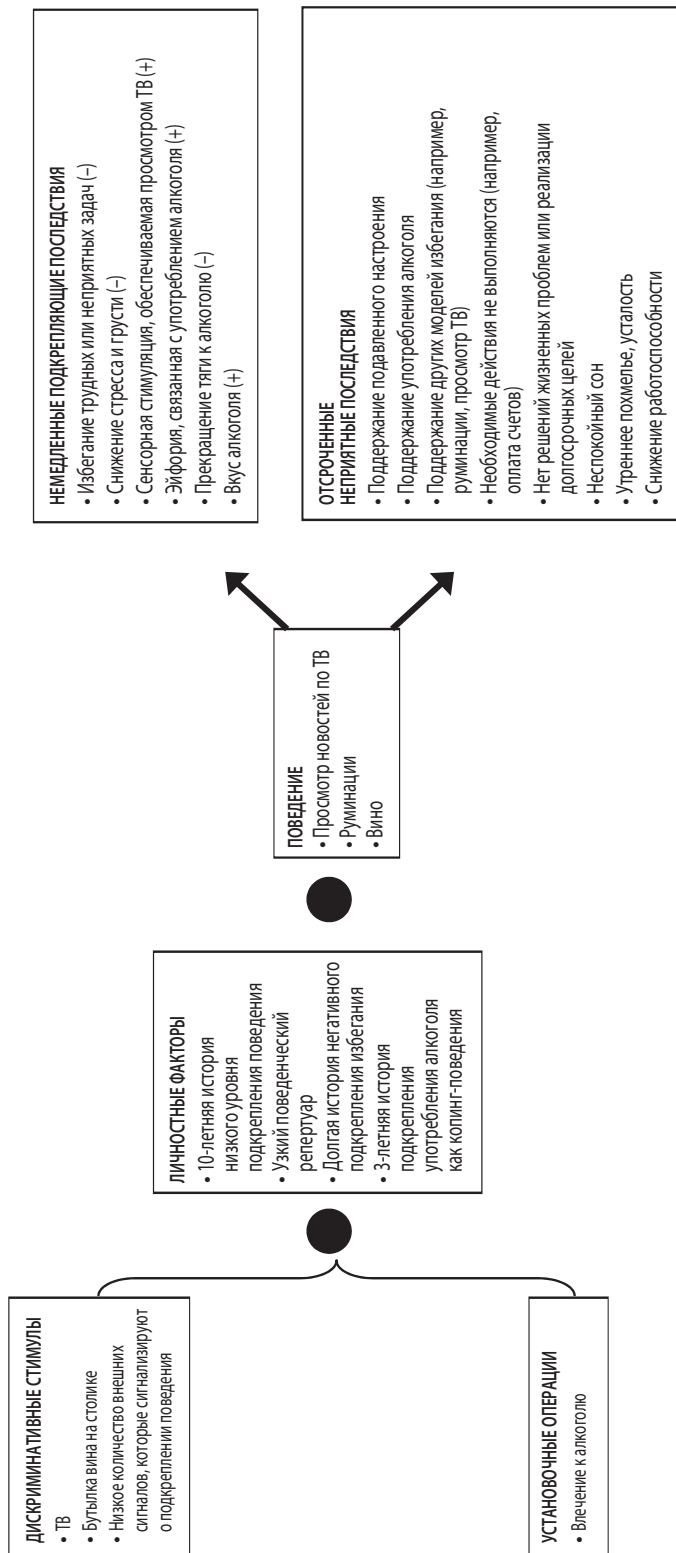 ДИСКРИМИНАТИВНЫЕ СТИМУЛЫ
• ТВ
• Бутылка вина на столике
• Низкое количество внешних
сигналов, которые сигнализируют
о подкреплении поведения
УСТАНОВОЧНЫЕ ОПЕРАЦИИ
• Влечение к алкоголю
ЛИЧНОСТНЫЕ ФАКТОРЫ
• 10-летняя история
низкого уровня
подкрепления поведения
• Узкий поведенческий
репертуар
• Долгая история негативного
подкрепления избегания
• 3-летняя история
подкрепления
употребления алкоголя
как копинг-поведения
ПОВЕДЕНИЕ
• Просмотр новостей по ТВ
• Руминации
• Вино
НЕМЕДЛЕННЫЕ ПОДКРЕПЛЯЮЩИЕ ПОСЛЕДСТВИЯ
• Избегание трудных или неприятных задач (–)
• Снижение стресса и грусти (–)
• Сенсорная стимуляция, обеспечиваемая просмотром ТВ (+)
• Эйфория, связанная с употреблением алкоголя (+)
• Прекращение тяги к алкоголю (–)
• Вкус алкоголя (+)
ОТСРОЧЕННЫЕ
НЕПРИЯТНЫЕ ПОСЛЕДСТВИЯ
• Поддержание подавленного настроения
• Поддержание употребления алкоголя
• Поддержание других моделей избегания (например,
руминации, просмотр ТВ)
• Необходимые действия не выполняются (например,
оплата счетов)
• Нет решений жизненных проблем или реализации
долгосрочных целей
• Неспокойный сон
• Утреннее похмелье, усталость
• Снижение работоспособности